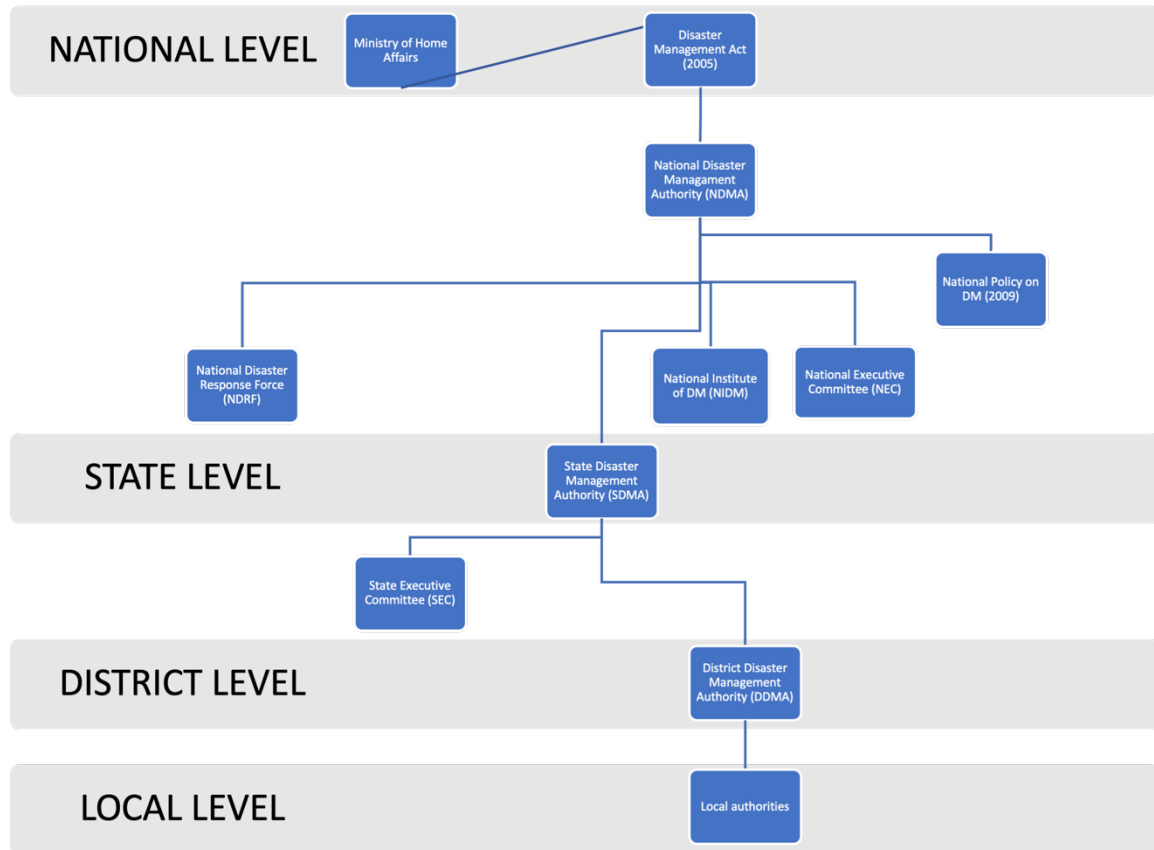 NATIONAL LEVEL
Ministry of Home
Affairs
Disaster
Management Act
(2005)
National Disaster
Managament
Authority (NDMA)
National Policy on
DM (2009)
National Disaster
Response Force
(NDRF)
National Institute
of DM (NIDM)
National Executive
Committee (NEC)
STATE LEVEL
State Disaster
Management
Authority (SDMA)
State Executive
Committee (SEC)
DISTRICT LEVEL
District Disaster
Management
Authority (DDMA)
LOCAL LEVEL
Local authorities